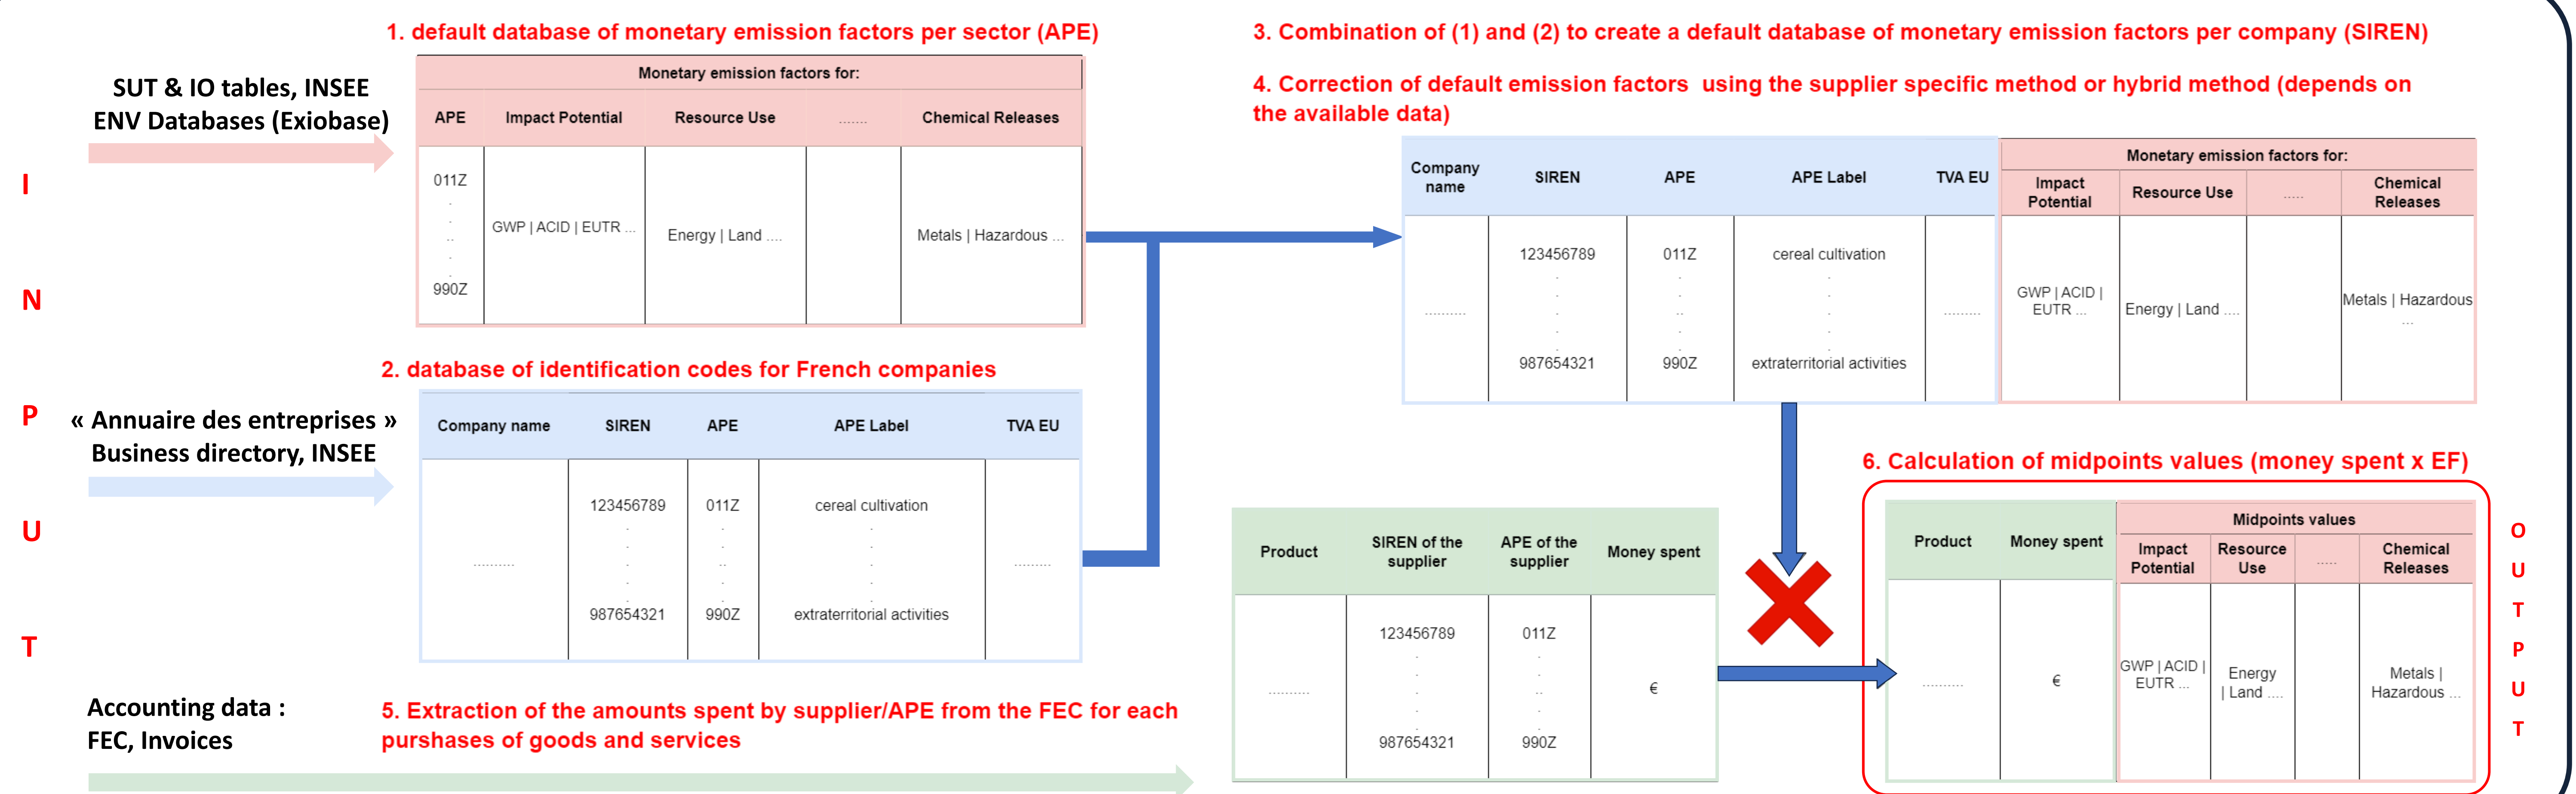 1. default database of monetary emission factors per sector (APE)
SUT & IO tables, INSEE
ENV Databases (Exiobase)
Monetary emission factors for:
APE Impact Potential Resource Use ....... Chemical Releases
011Z
.
.
..
.
.
990Z
GWP | ACID | EUTR ...
Energy | Land ....
Metals | Hazardous ...
I
N
P
U
T
2. database of identification codes for French companies
« Annuaire des entreprises »
Business directory, INSEE
Company name SIREN APE APE Label TVA EU
123456789 011Z cereal cultivation
. . .
. . .
.......... . .. . .........
. . .
. . .
987654321 990Z extraterritorial activities
Accounting data :
FEC, Invoices
5. Extraction of the amounts spent by supplier/APE from the FEC for each
purshases of goods and services
3. Combination of (1) and (2) to create a default database of monetary emission factors per company (SIREN)
4. Correction of default emission factors using the supplier specific method or hybrid method (depends on
the available data)
Company
name
SIREN APE APE Label TVA EU
Monetary emission factors for:
Impact
Potential
Resource Use
.....
Chemical
Releases
123456789 011Z cereal cultivation
. . .
. . .
.......... . .. . .........
. . .
. . .
987654321 990Z extraterritorial activities
GWP | ACID |
EUTR ...
Energy | Land ....
Metals | Hazardous
...
Product
SIREN of the
supplier
APE of the
supplier
Money spent
123456789 011Z
. .
. .
.......... . .. €
. .
. .
987654321 990Z
6. Calculation of midpoints values (money spent x EF)
Product Money spent
Midpoints values
Impact
Potential
Resource
Use
.....
Chemical
Releases
..........
€
GWP | ACID |
EUTR ...
Energy
| Land ....
Metals |
Hazardous ...
O
U
T
P
U
T